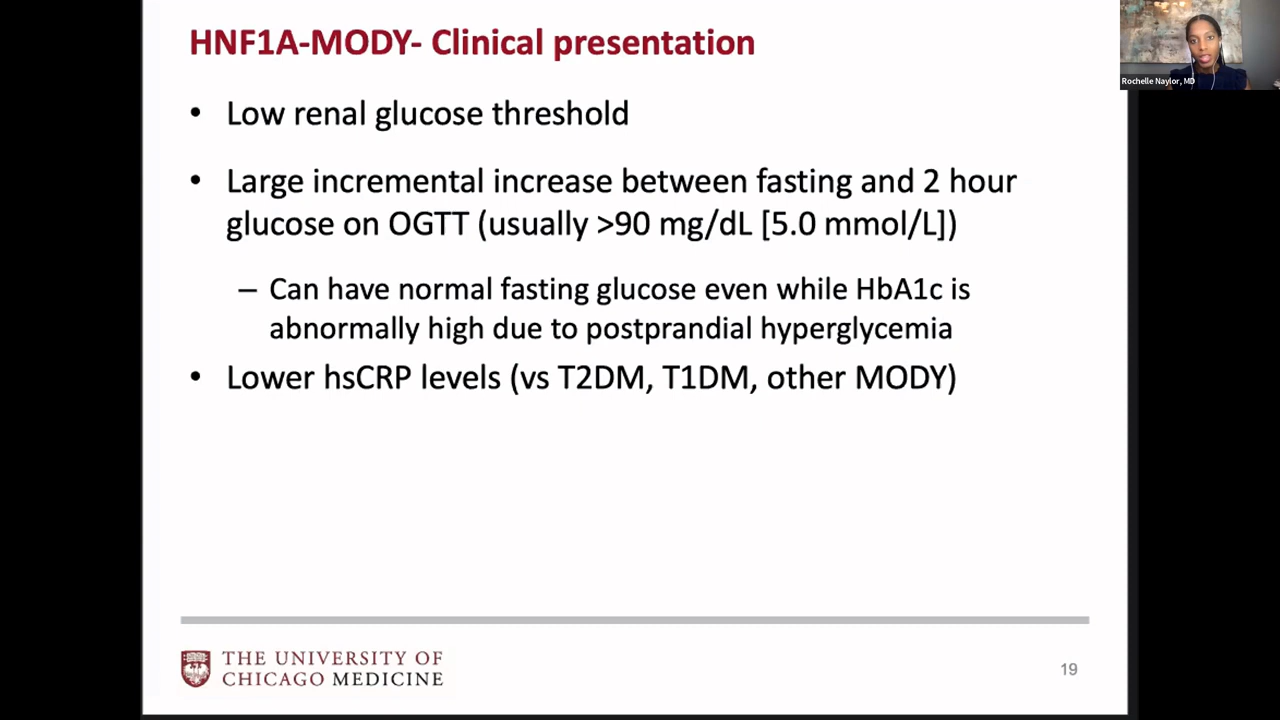 HNF1A-MODY- Clinical presentation
Rochelle Naylor, MD
• Low renal glucose threshold
• Large incremental increase between fasting and 2 hour
glucose on OGTT (usually >90 mg/dL [5.0 mmol/L])
– Can have normal fasting glucose even while HbA1c is
abnormally high due to postprandial hyperglycemia
• Lower hsCRP levels (vs T2DM, T1DM, other MODY)
THE UNIVERSITY OF
CHICAGO MEDICINE
19